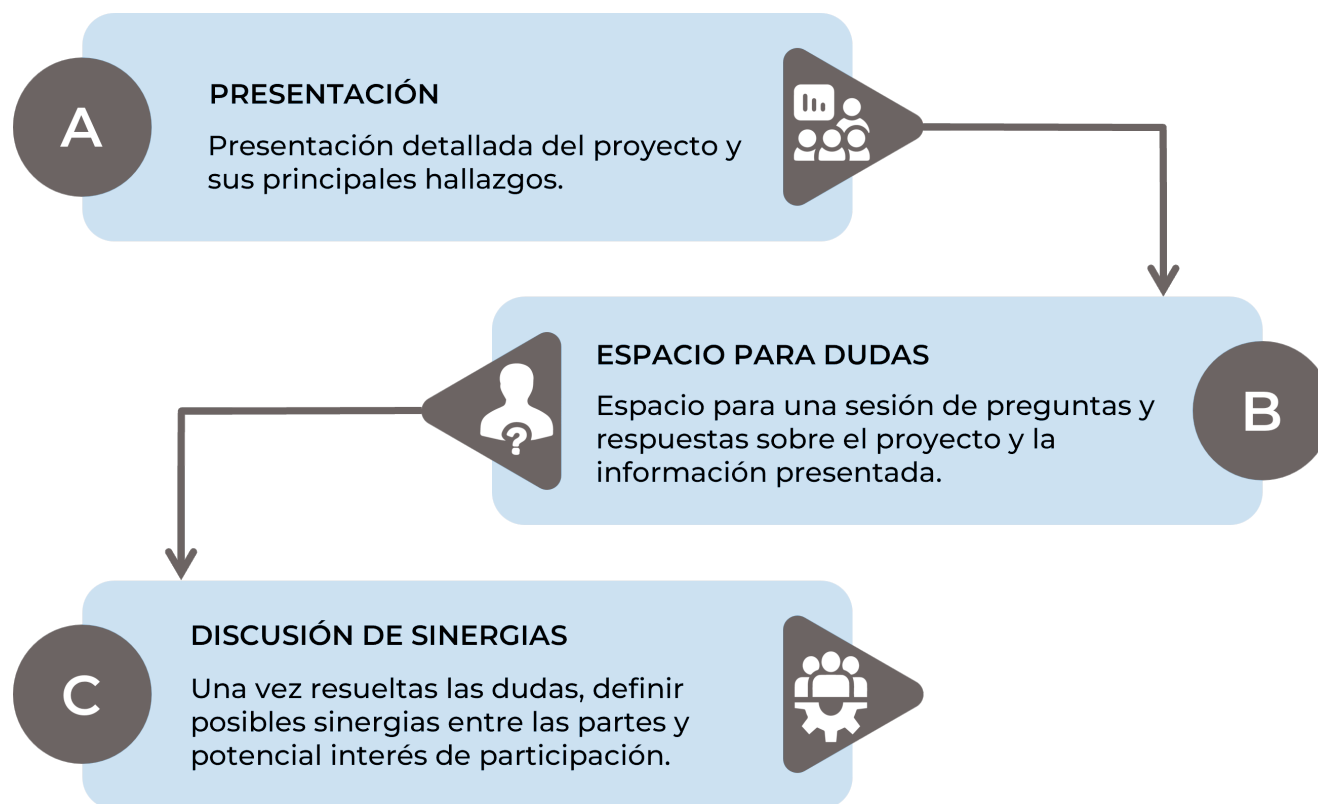 A
PRESENTACIÓN
Presentación detallada del proyecto y
sus principales hallazgos.
ESPACIO PARA DUDAS
Espacio para una sesión de preguntas y
respuestas sobre el proyecto y la
información presentada.
?
B
DISCUSIÓN DE SINERGIAS
C
Una vez resueltas las dudas, definir
posibles sinergias entre las partes y
potencial interés de participación.